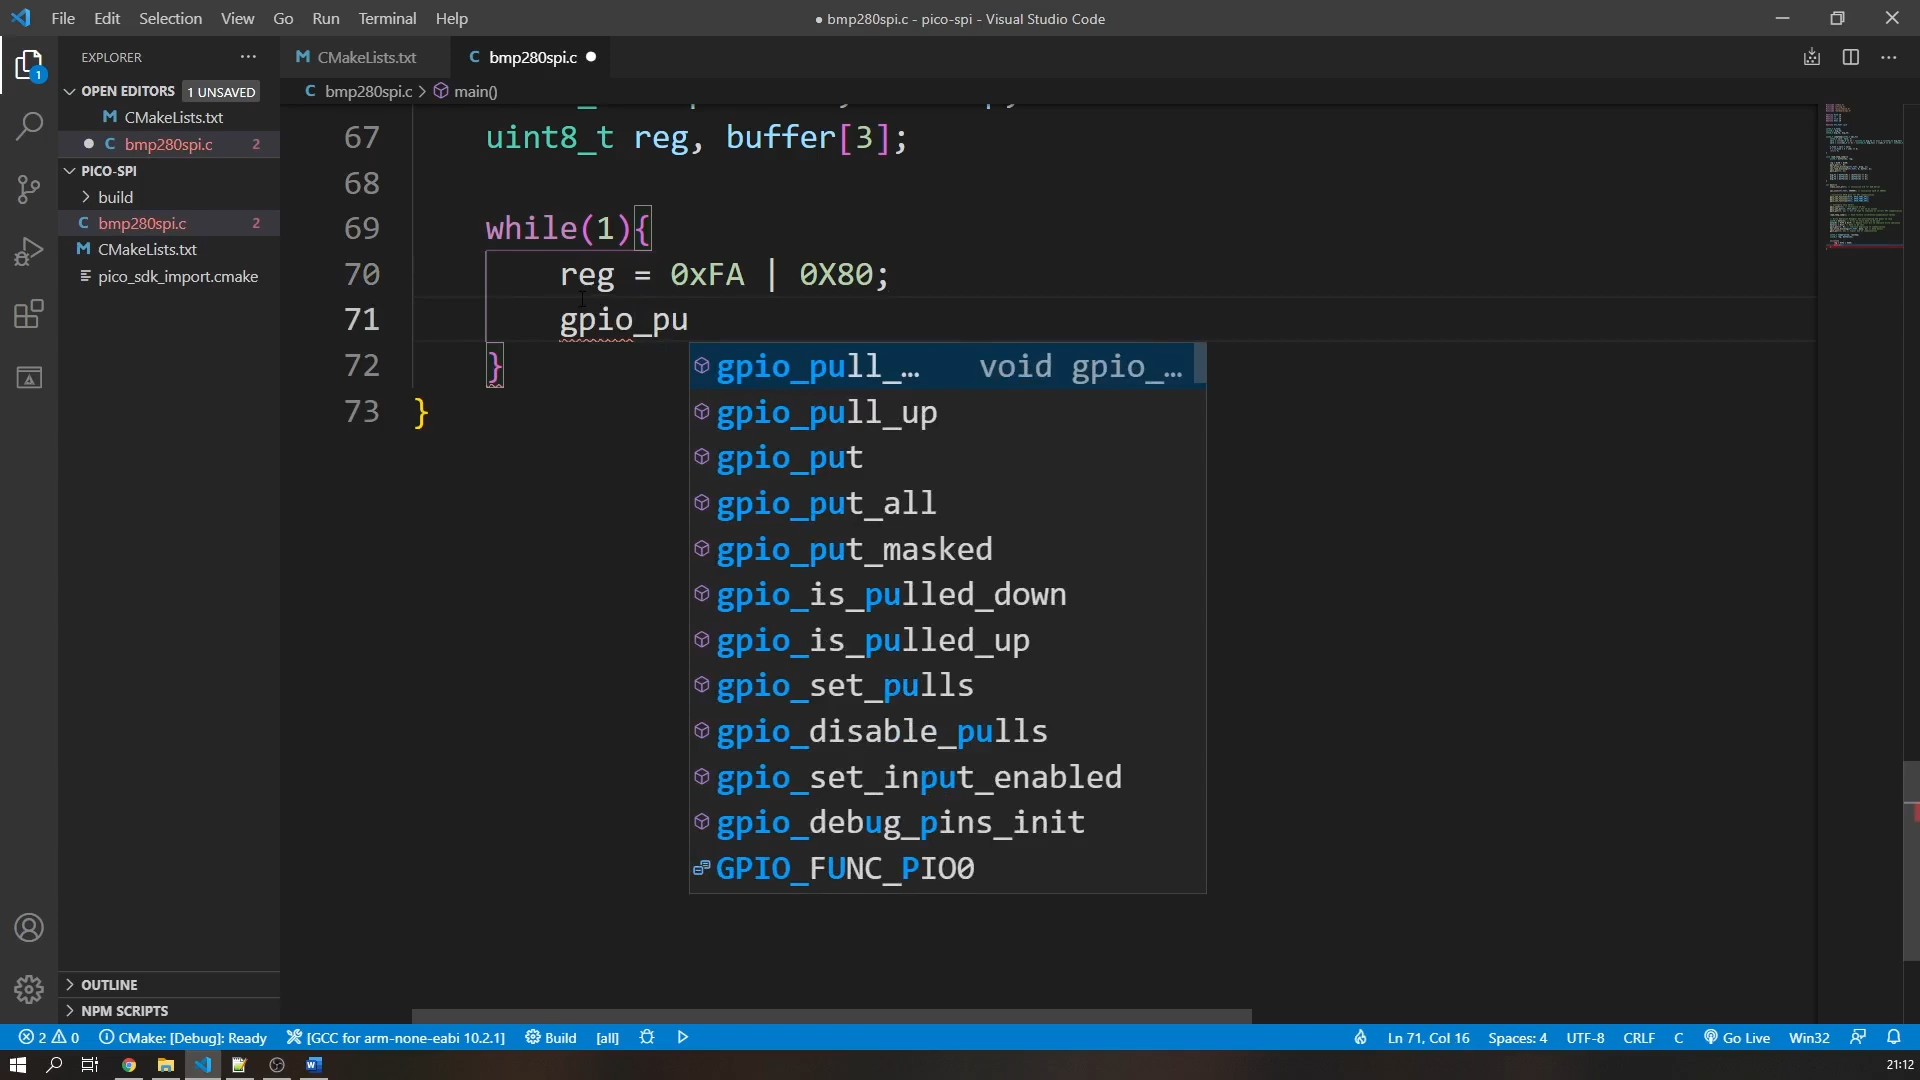 File Edit Selection View Go Run Terminal Help
● bmp280spi.c - pico-spi - Visual Studio Code
EXPLORER
CMakeLists.txt
bmp280spi.c
OPEN EDITORS 1 UNSAVED
bmp280spi.c > main()
CMakeLists.txt
bmp280spi.c 2
PICO-SPI
build
bmp280spi.c 2
CMakeLists.txt
pico_sdk_import.cmake
67 uint8_t reg, buffer[3];
68
69 while(1){
70 reg = 0xFA | 0X80;
71 gpio_pu
72 }
73 }
gpio_pull_… void gpio_…
gpio_pull_up
gpio_put
gpio_put_all
gpio_put_masked
gpio_is_pulled_down
gpio_is_pulled_up
gpio_set_pulls
gpio_disable_pulls
gpio_set_input_enabled
gpio_debug_pins_init
GPIO_FUNC_PIO0
OUTLINE
NPM SCRIPTS
2 0 CMake: [Debug]: Ready [GCC for arm-none-eabi 10.2.1] Build [all] Ln 71, Col 16 Spaces: 4 UTF-8 CRLF C Go Live Win32
21:12